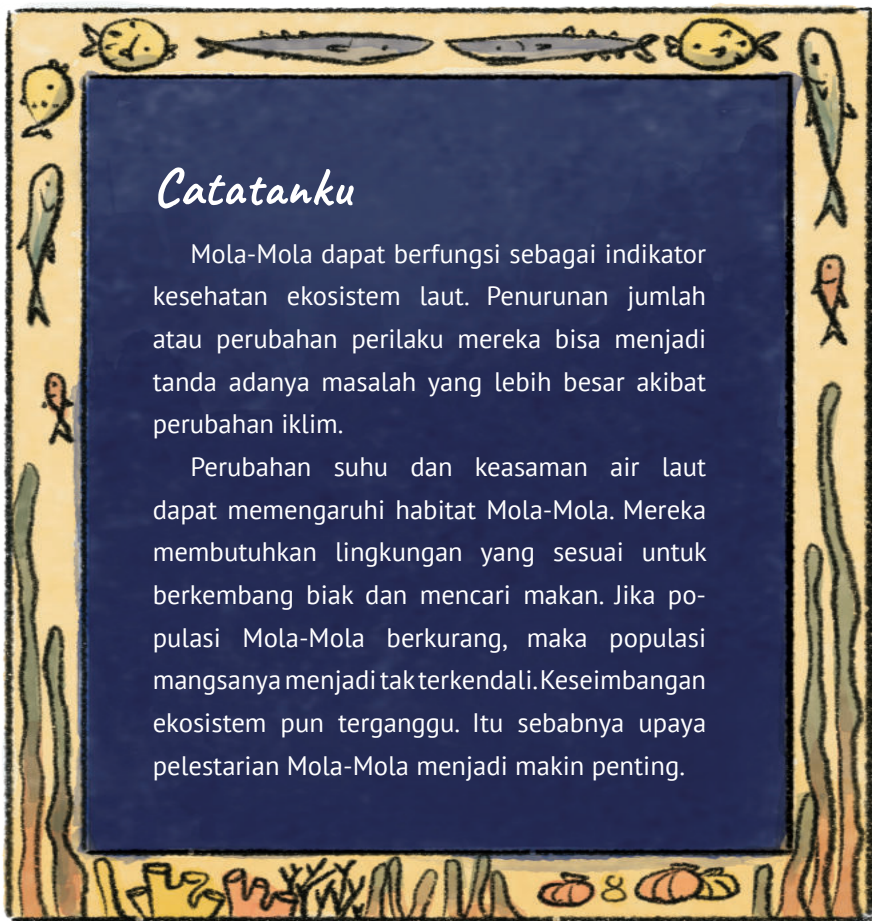 Catatanku
Mola-Mola dapat berfungsi sebagai indikator
kesehatan ekosistem laut. Penurunan jumlah
atau perubahan perilaku mereka bisa menjadi
tanda adanya masalah yang lebih besar akibat
perubahan iklim.
Perubahan suhu dan keasaman air laut
dapat memengaruhi habitat Mola-Mola. Mereka
membutuhkan lingkungan yang sesuai untuk
berkembang biak dan mencari makan. Jika po-
pulasi Mola-Mola berkurang, maka populasi
mangsanya menjadi tak terkendali. Keseimbangan
ekosistem pun terganggu. Itu sebabnya upaya
pelestarian Mola-Mola menjadi makin penting.